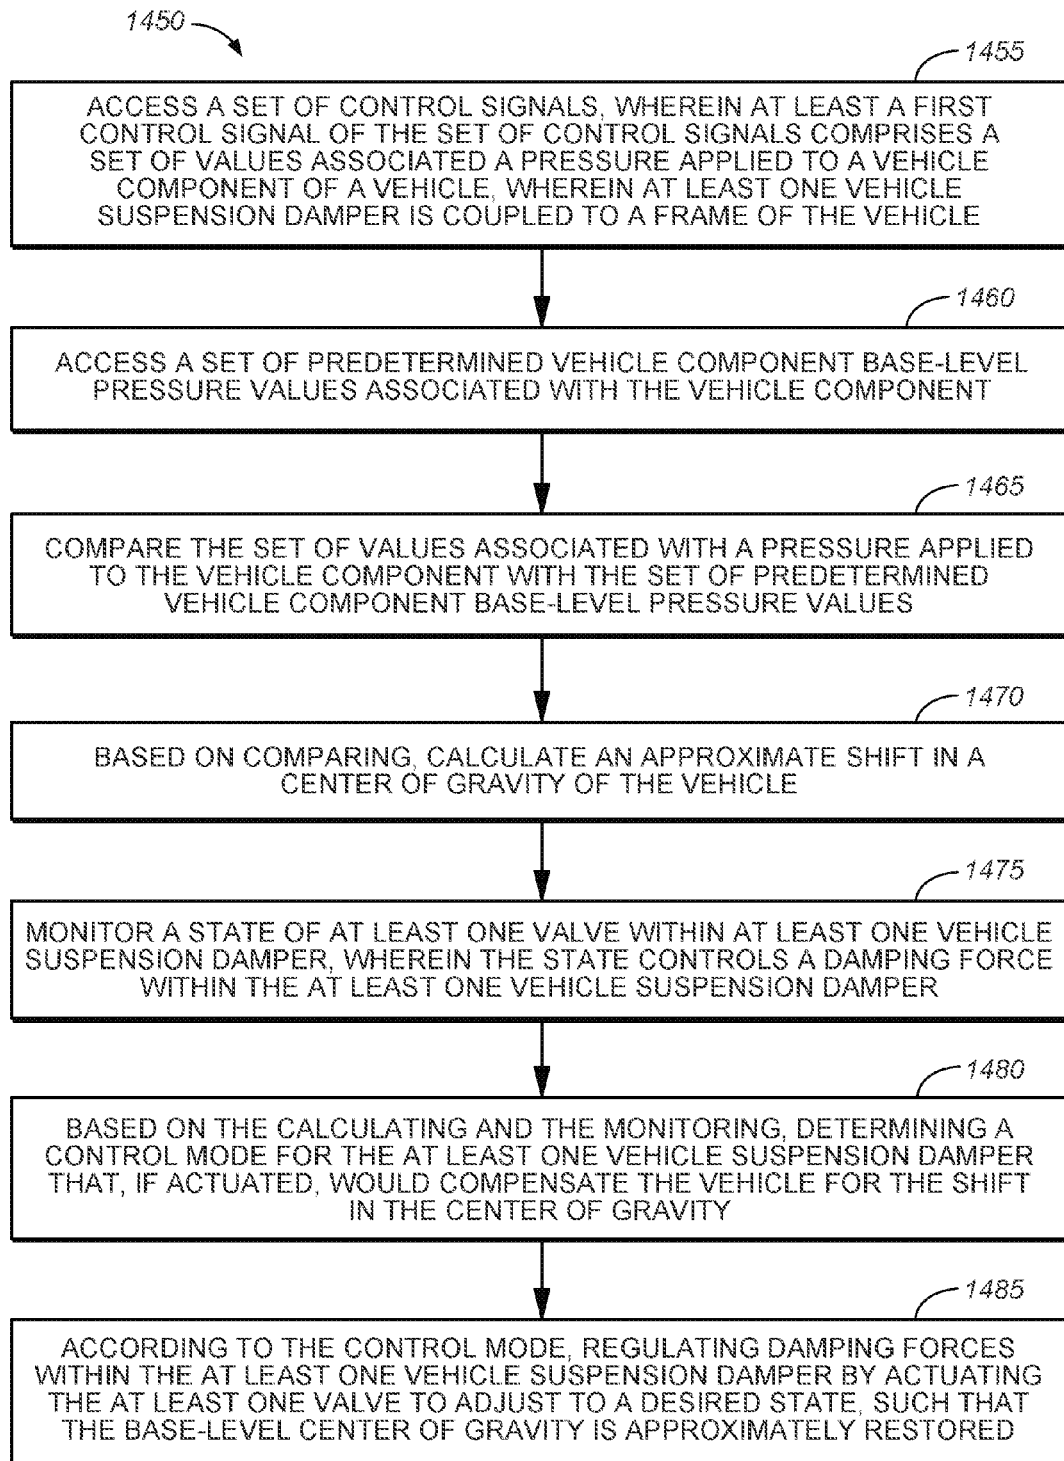 1450
1455
ACCESS A SET OF CONTROL SIGNALS, WHEREIN AT LEAST A FIRST
CONTROL SIGNAL OF THE SET OF CONTROL SIGNALS COMPRISES A
SET OF VALUES ASSOCIATED A PRESSURE APPLIED TO A VEHICLE
COMPONENT OF A VEHICLE, WHEREIN AT LEAST ONE VEHICLE
SUSPENSION DAMPER IS COUPLED TO A FRAME OF THE VEHICLE
1460
ACCESS A SET OF PREDETERMINED VEHICLE COMPONENT BASE-LEVEL
PRESSURE VALUES ASSOCIATED WITH THE VEHICLE COMPONENT
1465
COMPARE THE SET OF VALUES ASSOCIATED WITH A PRESSURE APPLIED
TO THE VEHICLE COMPONENT WITH THE SET OF PREDETERMINED
VEHICLE COMPONENT BASE-LEVEL PRESSURE VALUES
1470
BASED ON COMPARING, CALCULATE AN APPROXIMATE SHIFT IN A
CENTER OF GRAVITY OF THE VEHICLE
1475
MONITOR A STATE OF AT LEAST ONE VALVE WITHIN AT LEAST ONE VEHICLE
SUSPENSION DAMPER, WHEREIN THE STATE CONTROLS A DAMPING FORCE
WITHIN THE AT LEAST ONE VEHICLE SUSPENSION DAMPER
1480
BASED ON THE CALCULATING AND THE MONITORING, DETERMINING A
CONTROL MODE FOR THE AT LEAST ONE VEHICLE SUSPENSION DAMPER
THAT, IF ACTUATED, WOULD COMPENSATE THE VEHICLE FOR THE SHIFT
IN THE CENTER OF GRAVITY
1485
ACCORDING TO THE CONTROL MODE, REGULATING DAMPING FORCES
WITHIN THE AT LEAST ONE VEHICLE SUSPENSION DAMPER BY ACTUATING
THE AT LEAST ONE VALVE TO ADJUST TO A DESIRED STATE, SUCH THAT
THE BASE-LEVEL CENTER OF GRAVITY IS APPROXIMATELY RESTORED